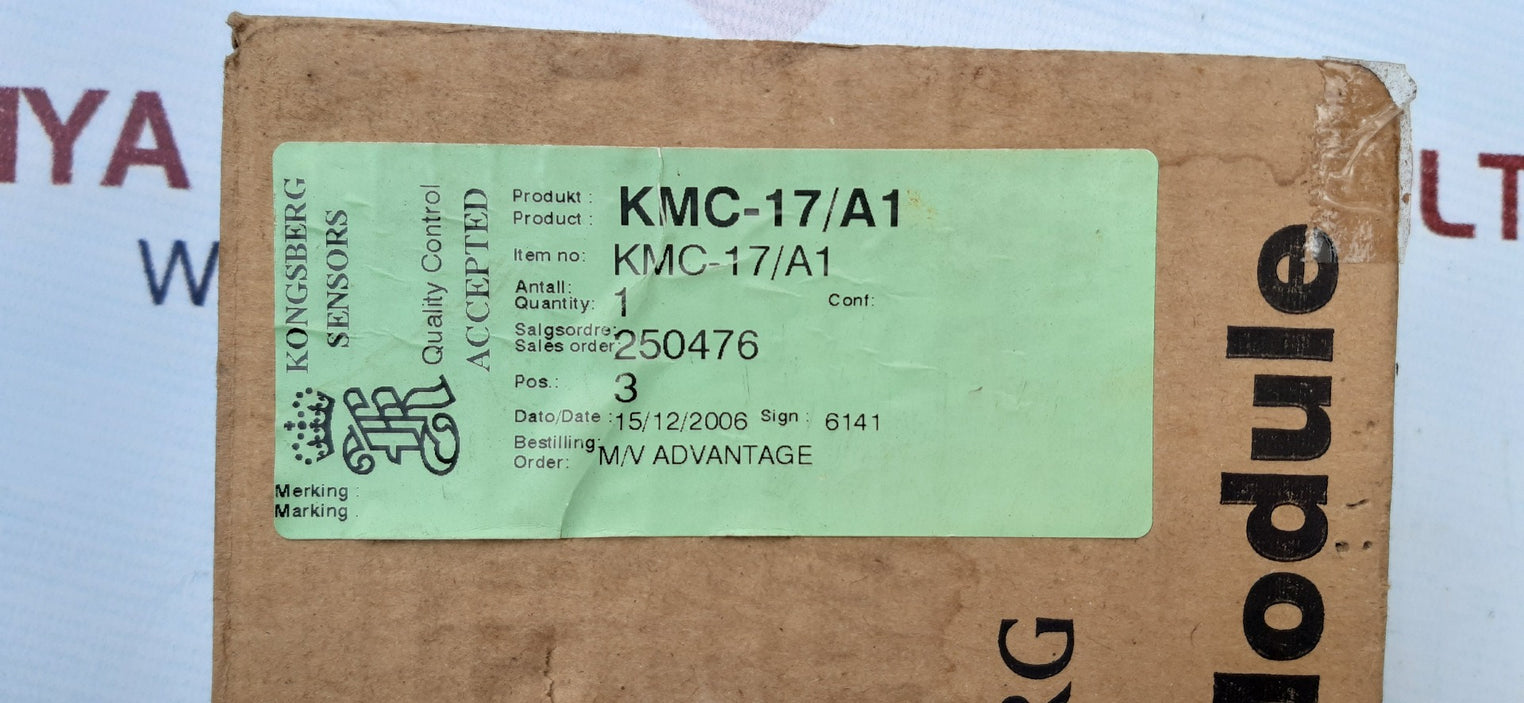 KONGSBERG
SENSORS
Quality Control
ACCEPTED
Produkt :
Product : KMC-17/A1
Item no: KMC-17/A1
Antall:
Quantity: 1 Conf:
Salgsordre:
Sales order: 250476
Pos.: 3
Dato/Date : 15/12/2006 Sign : 6141
Bestilling:
Order: M/V ADVANTAGE
Merking :
Marking :
odule
RG
YA
W
LT